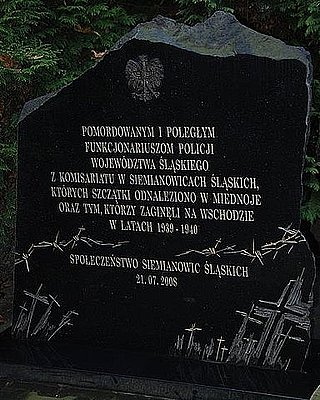 POMORDOWANYM I POLEGŁYM
FUNKCJONARIUSZOM POLICJI
WOJEWÓDZTWA ŚLĄSKIEGO
Z KOMISARIATU W SIEMIANOWICACH ŚLĄSKICH,
KTÓRYCH SZCZĄTKI ODNALEZIONO W MIEDNOJE
ORAZ TYM, KTÓRZY ZAGINĘLI NA WSCHODZIE
W LATACH 1939-1940
SPOŁECZEŃSTWO SIEMIANOWIC ŚLĄSKICH
21.07.2008